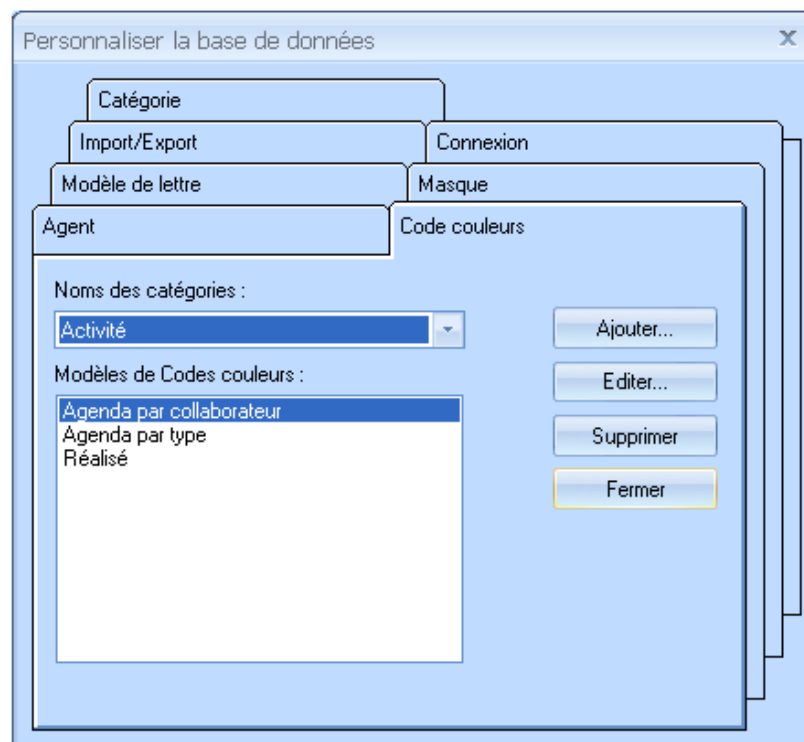 Personnaliser la base de données
Catégorie
Import/Export
Connexion
Modèle de lettre
Masque
Agent
Code couleurs
Noms des catégories :
Activité
Ajouter...
Modèles de Codes couleurs :
Editer...
Agenda par collaborateur
Agenda par type
Réalisé
Supprimer
Fermer